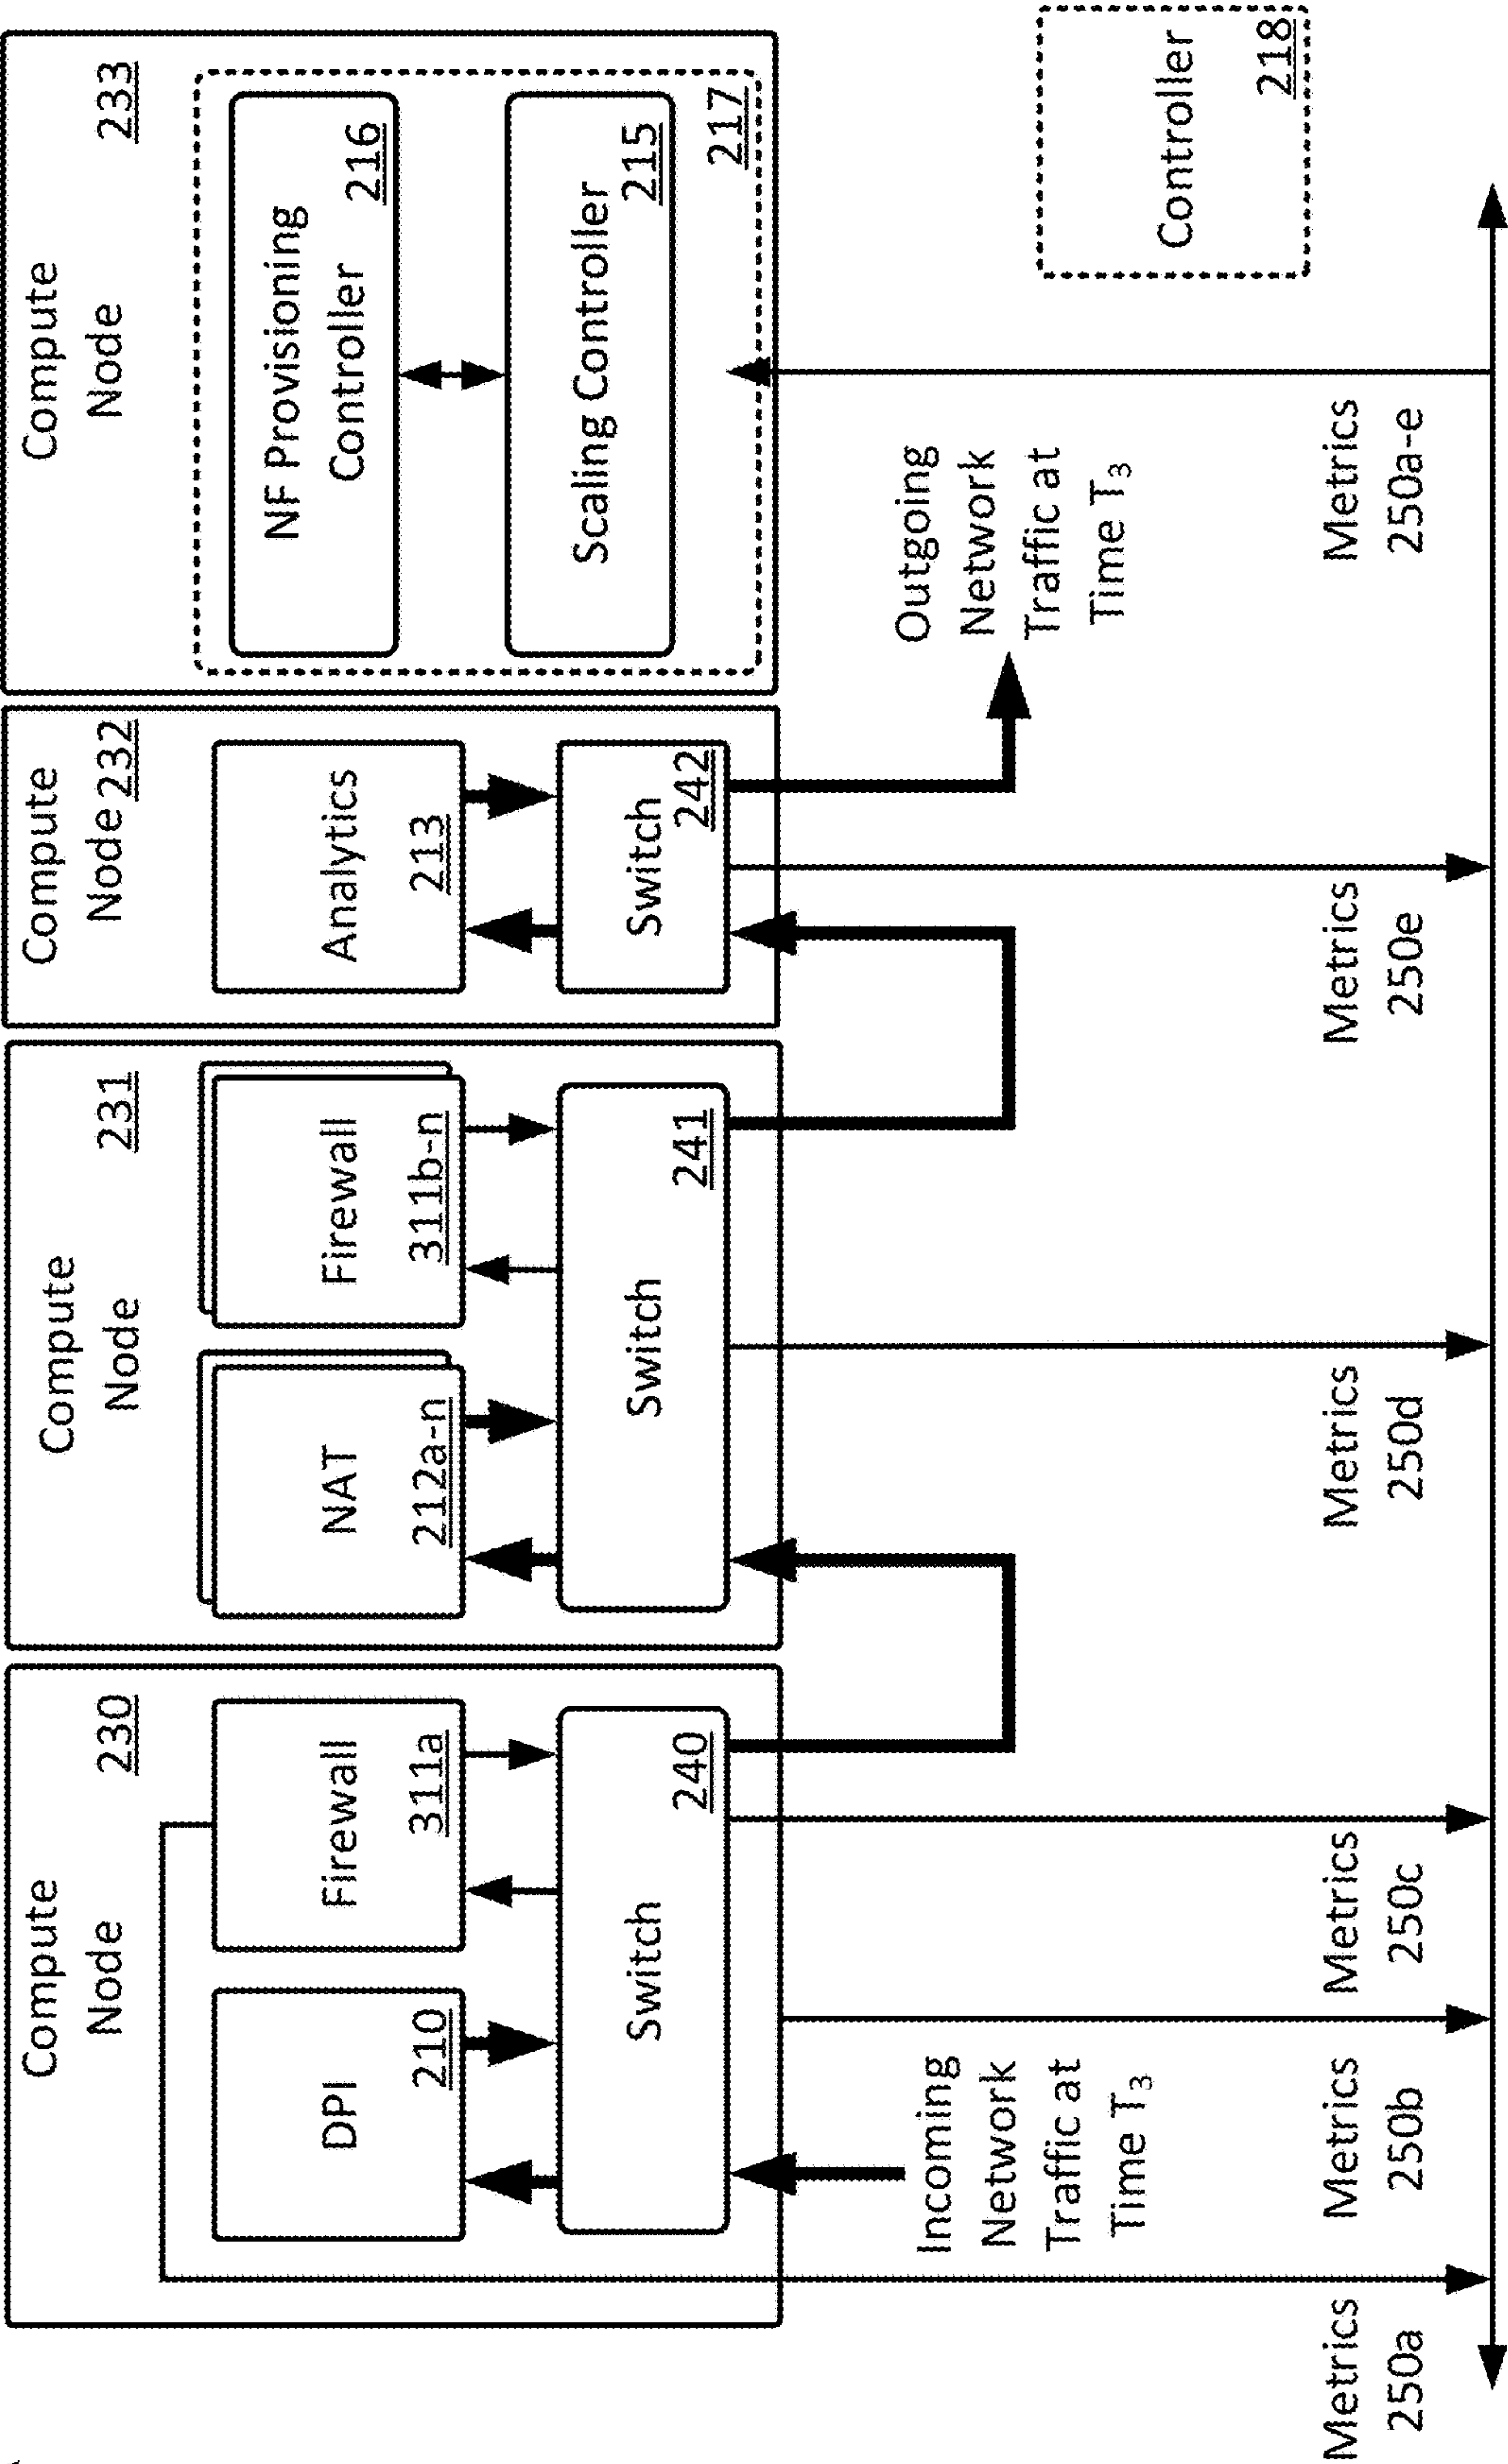 Compute
Node
230
DPI
210
Firewall
311a
Switch
240
Compute
Node
231
NAT
212a-n
Firewall
311b-n
Switch
241
Compute
Node 232
Analytics
213
Switch
242
Compute
Node
233
NF Provisioning
Controller
216
Scaling Controller
215
217
Incoming
Network
Traffic at
Time T₃
Outgoing
Network
Traffic at
Time T₃
Controller
218
Metrics
250a
Metrics
250b
Metrics
250c
Metrics
250d
Metrics
250e
Metrics
250a-e